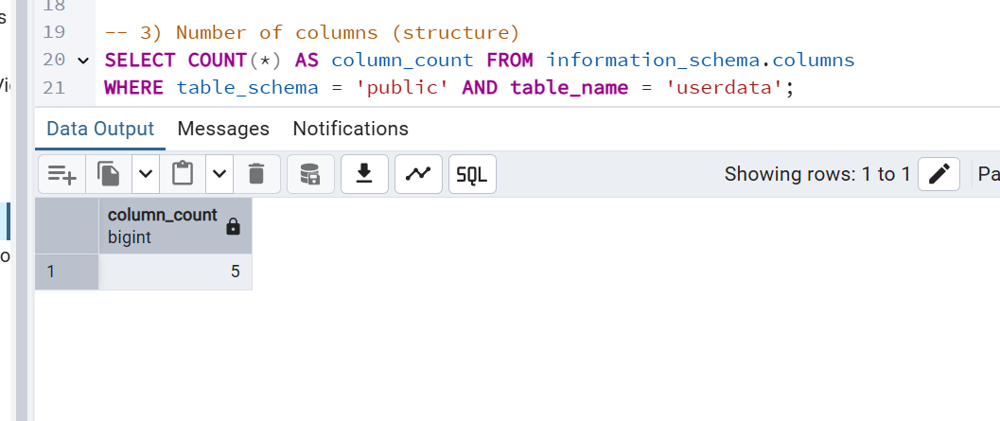 18
19 -- 3) Number of columns (structure)
20 SELECT COUNT(*) AS column_count FROM information_schema.columns
21 WHERE table_schema = 'public' AND table_name = 'userdata';
Data Output Messages Notifications
SQL Showing rows: 1 to 1 Pa
column_count
bigint
1 5